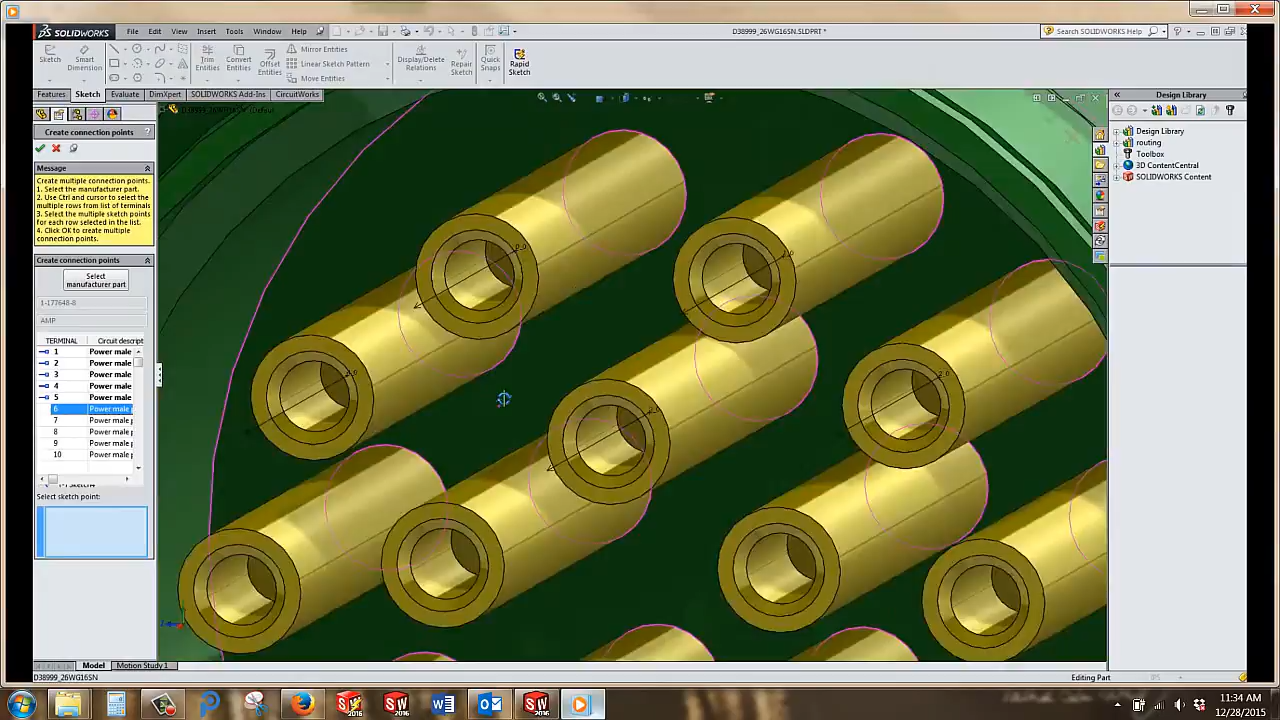 SOLIDWORKS File Edit View Insert Tools Window Help D38999_26WG16SN.SLDPRT * Search SOLIDWORKS Help
Sketch Smart Dimension Trim Entities Convert Entities Offset Entities Mirror Entities Linear Sketch Pattern Move Entities Display/Delete Relations Repair Sketch Quick Snaps Rapid Sketch
Features Sketch Evaluate DimXpert SOLIDWORKS Add-Ins CircuitWorks
Design Library
Create connection points ?
Message
Create multiple connection points.
1. Select the manufacturer part.
2. Use Ctrl and cursor to select the
multiple rows from list of terminals
3. Select the multiple sketch points
for each row selected in the list.
4. Click OK to create multiple
connection points.
Create connection points
Select
manufacturer part
1-177648-8
AMP
TERMINAL Circuit descript
1 Power male
2 Power male
3 Power male
4 Power male
5 Power male
6 Power male p
7 Power male p
8 Power male p
9 Power male p
10 Power male p
Select sketch point:
Design Library
routing
Toolbox
3D ContentCentral
SOLIDWORKS Content
Model Motion Study 1
D38999_26WG16SN Editing Part
11:34 AM
12/28/2015